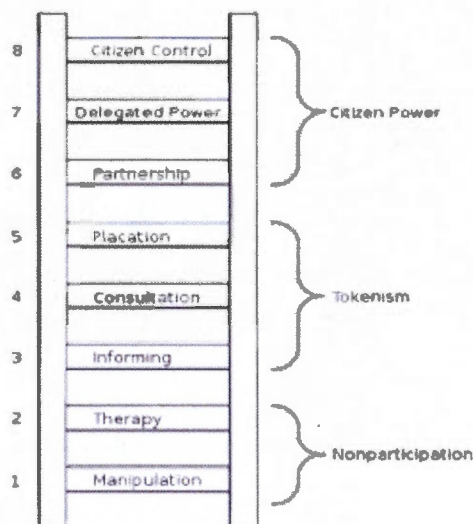 8 Citizen Control
7 Delegated Power
Citizen Power
6 Partnership
5 Placation
4 Consultation
Tokenism
3 Informing
2 Therapy
Nonparticipation
1 Manipulation